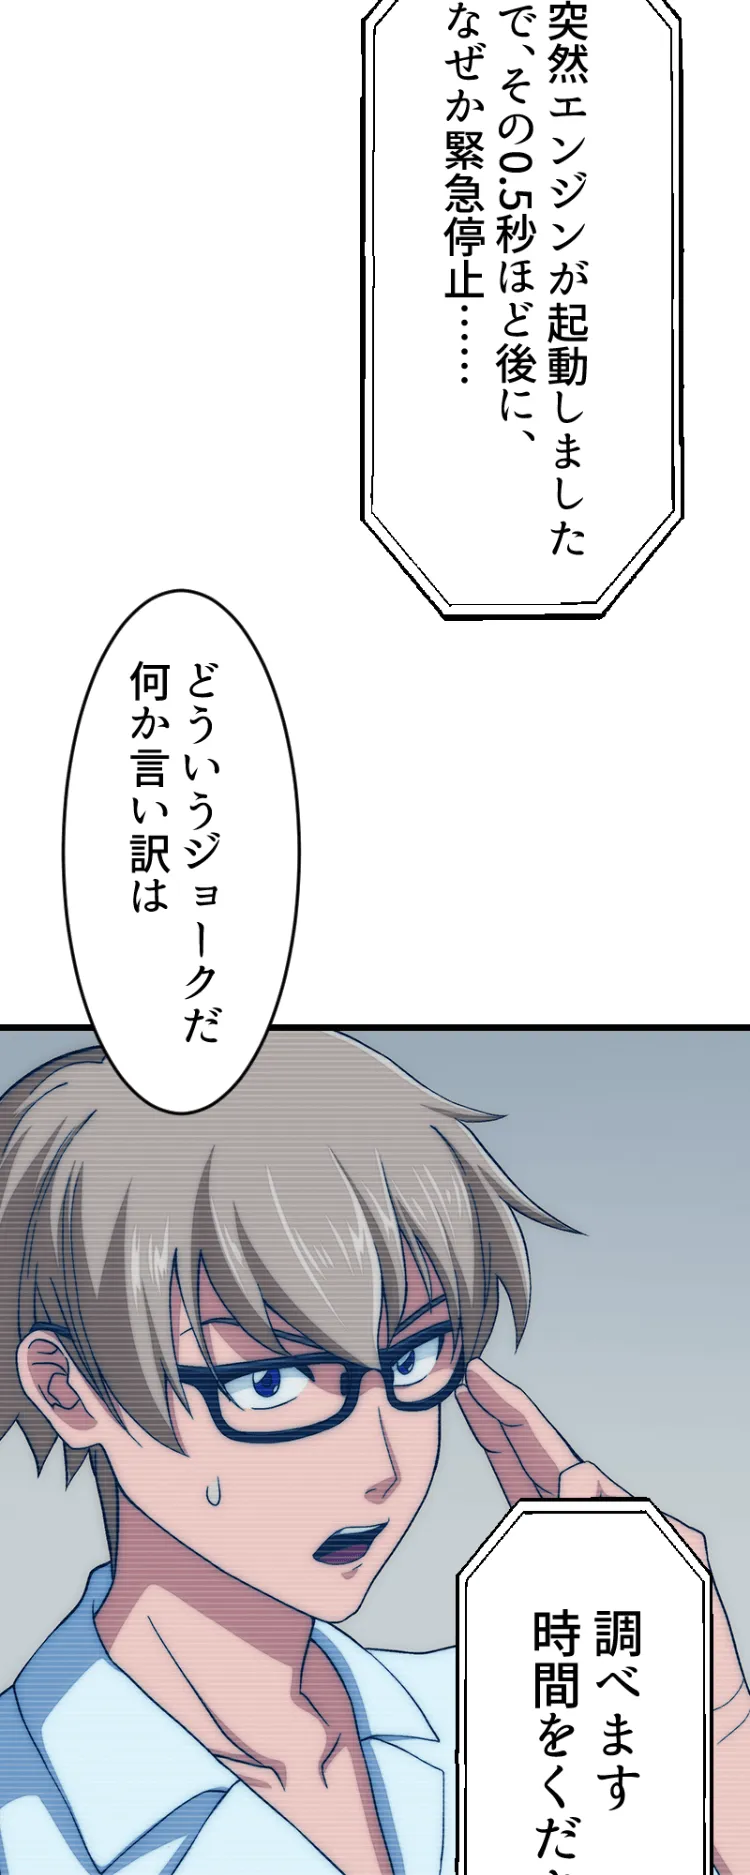 突然エンジンが起動しました
で、その0.5秒ほど後に、
なぜか緊急停止……
どういうジョークだ
何か言い訳は
調べます
時間をくだ